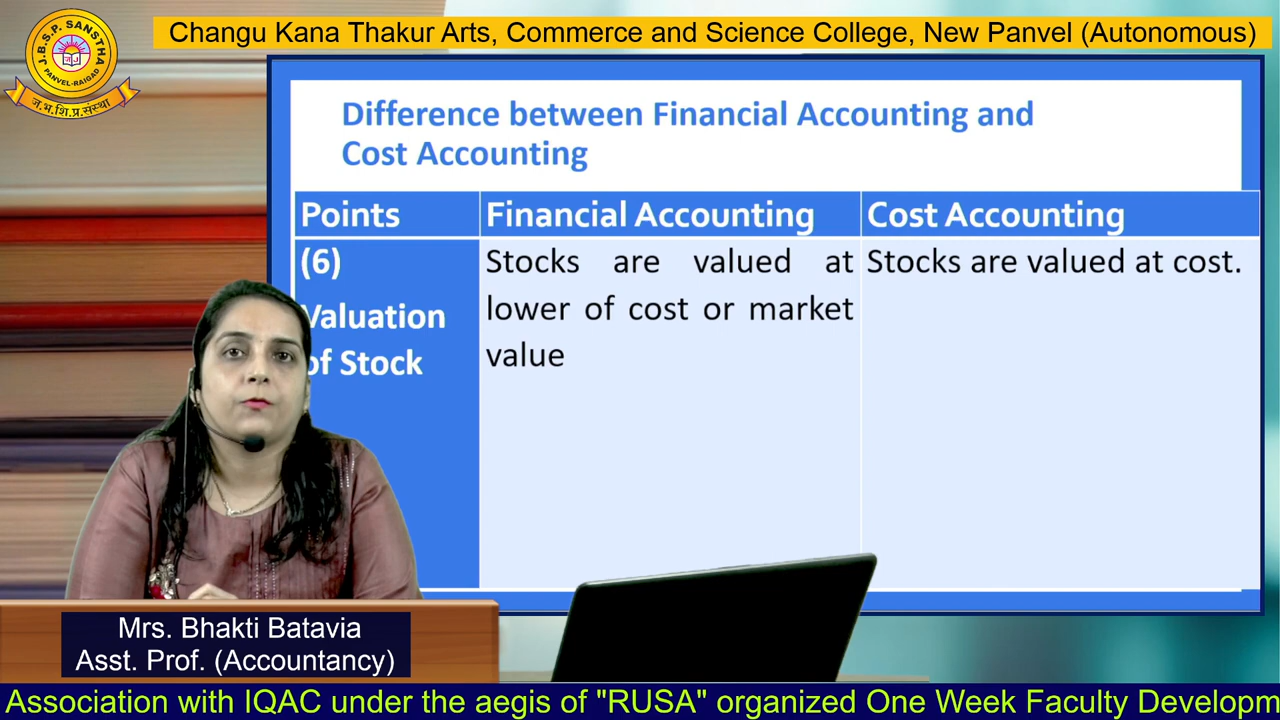 J.B.S.P. SANSTHA
PANVEL-RAIGAD
ज.भ.शि.प्र.संस्था
Changu Kana Thakur Arts, Commerce and Science College, New Panvel (Autonomous)
Difference between Financial Accounting and
Cost Accounting
Points
Financial Accounting
Cost Accounting
(6)
Valuation
of Stock
Stocks are valued at
lower of cost or market
value
Stocks are valued at cost.
Mrs. Bhakti Batavia
Asst. Prof. (Accountancy)
Association with IQAC under the aegis of "RUSA" organized One Week Faculty Developm